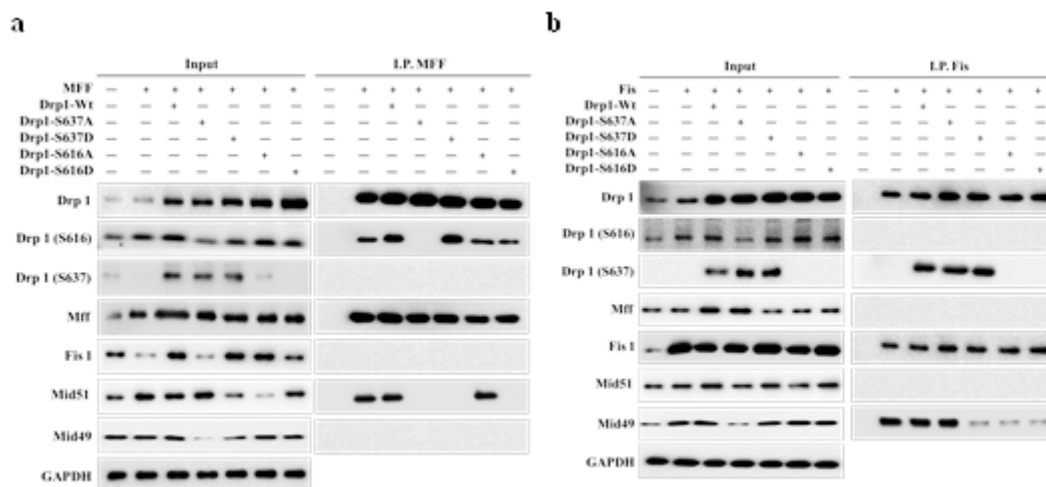 a
Input
I.P. MFF
MFF – + + + + + + – + + + + + +
Drp1-Wt – – + – – – – – – + – – – –
Drp1-S637A – – – + – – – – – – + – – –
Drp1-S637D – – – – + – – – – – – + – –
Drp1-S616A – – – – – + – – – – – – + –
Drp1-S616D – – – – – – + – – – – – – +
Drp 1
Drp 1 (S616)
Drp 1 (S637)
Mff
Fis 1
Mid51
Mid49
GAPDH
b
Input
I.P. Fis
Fis – + + + + + + – + + + + + +
Drp1-Wt – – + – – – – – – + – – – –
Drp1-S637A – – – + – – – – – – + – – –
Drp1-S637D – – – – + – – – – – – + – –
Drp1-S616A – – – – – + – – – – – – + –
Drp1-S616D – – – – – – + – – – – – – +
Drp 1
Drp 1 (S616)
Drp 1 (S637)
Mff
Fis 1
Mid51
Mid49
GAPDH